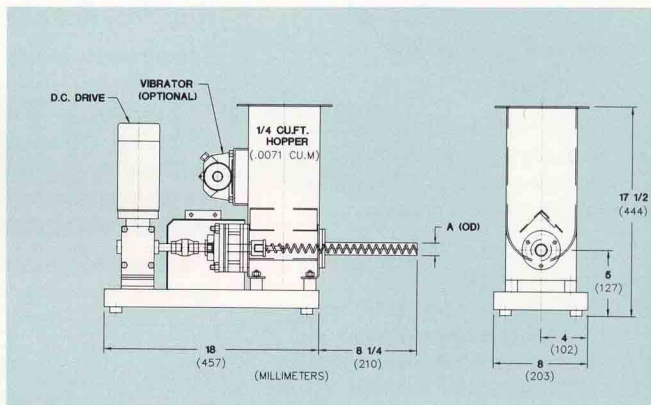 D.C. DRIVE
VIBRATOR
(OPTIONAL)
1/4 CU.FT.
HOPPER
(.0071 CU.M)
A (OD)
18
(457)
8 1/4
(210)
(MILLIMETERS)
17 1/2
(444)
5
(127)
4
(102)
8
(203)